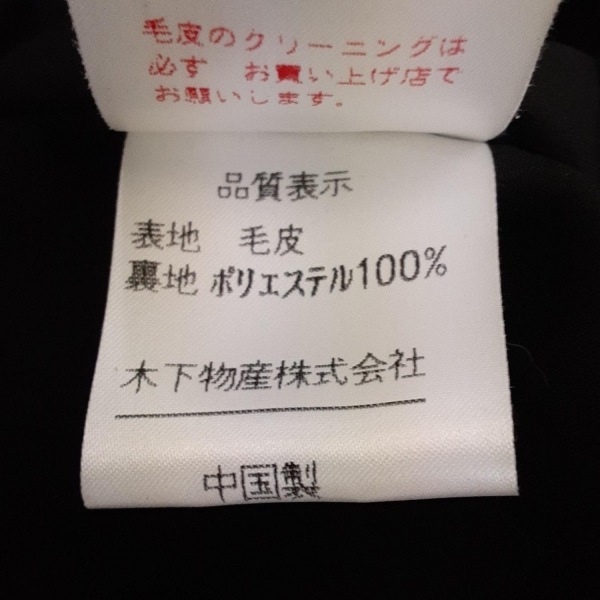 毛皮のクリーニングは
必ず お買い上げ店で
お願いします。
品質表示
表地 毛皮
裏地 ポリエステル100%
木下物産株式会社
中国製